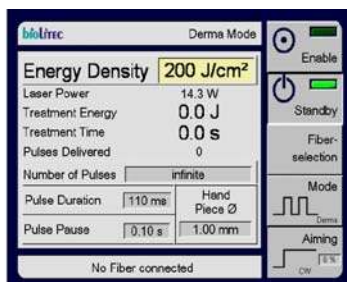 biolitec Derma Mode
Energy Density 200 J/cm²
Laser Power 14.3 W
Treatment Energy 0.0 J
Treatment Time 0.0 s
Pulses Delivered 0
Number of Pulses infinite
Pulse Duration 110 ms
Pulse Pause 0.10 s
Hand
Piece Ø
1.00 mm
No Fiber connected
Enable
Standby
Fiber-
selection
Mode
Derma
Aiming
CW 6 %